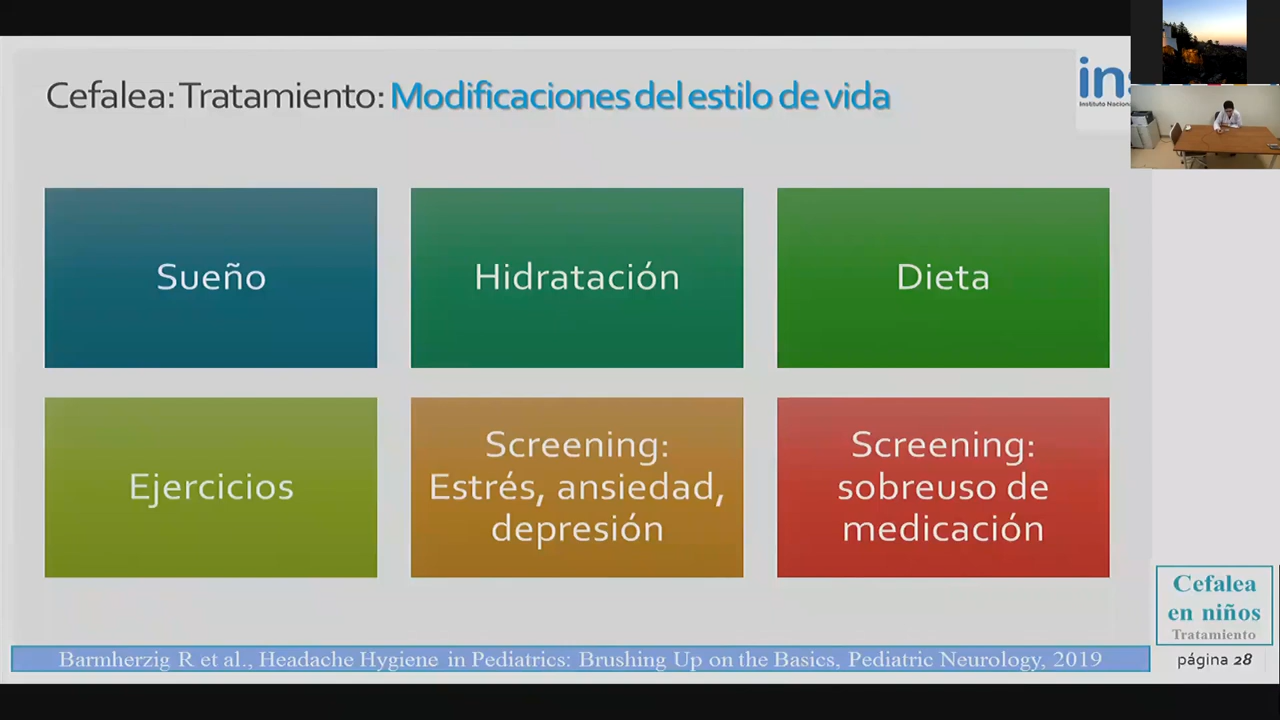 Cefalea: Tratamiento: Modificaciones del estilo de vida
Instituto Nacional
Sueño
Hidratación
Dieta
Ejercicios
Screening:
Estrés, ansiedad,
depresión
Screening:
sobreuso de
medicación
Cefalea
en niños
Tratamiento
Barmherzig R et al., Headache Hygiene in Pediatrics: Brushing Up on the Basics, Pediatric Neurology, 2019
página 28